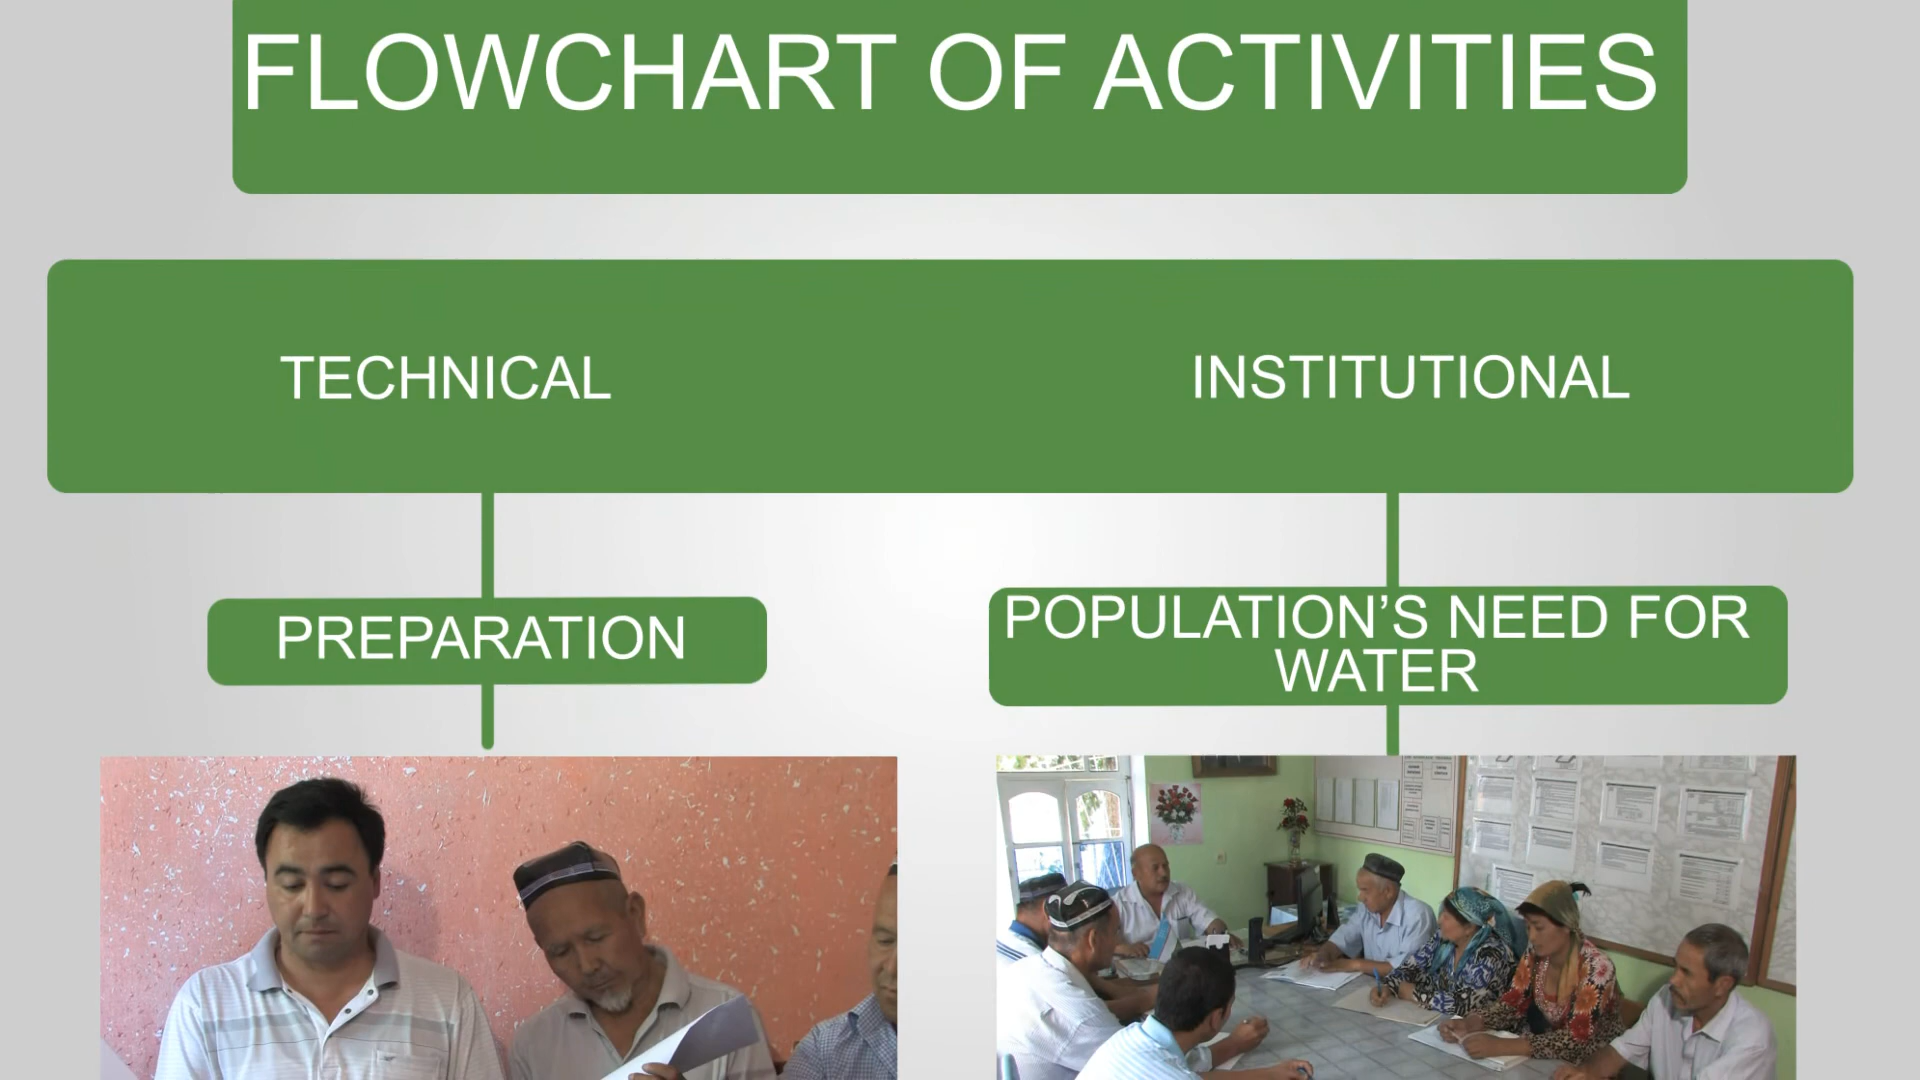 FLOWCHART OF ACTIVITIES
TECHNICAL
INSTITUTIONAL
PREPARATION
POPULATION’S NEED FOR
WATER